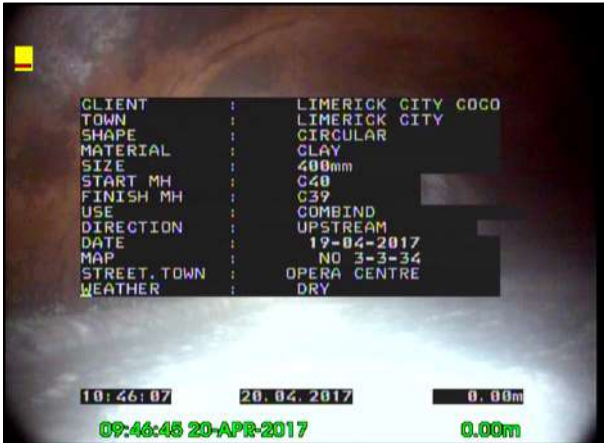 CLIENT : LIMERICK CITY COCO
TOWN : LIMERICK CITY
SHAPE : CIRCULAR
MATERIAL : CLAY
SIZE : 400mm
START MH : C40
FINISH MH : C39
USE : COMBIND
DIRECTION : UPSTREAM
DATE : 19-04-2017
MAP : NO 3-3-34
STREET.TOWN : OPERA CENTRE
WEATHER : DRY
10:46:07 20.04.2017 0.00m
09:46:45 20-APR-2017 0.00m